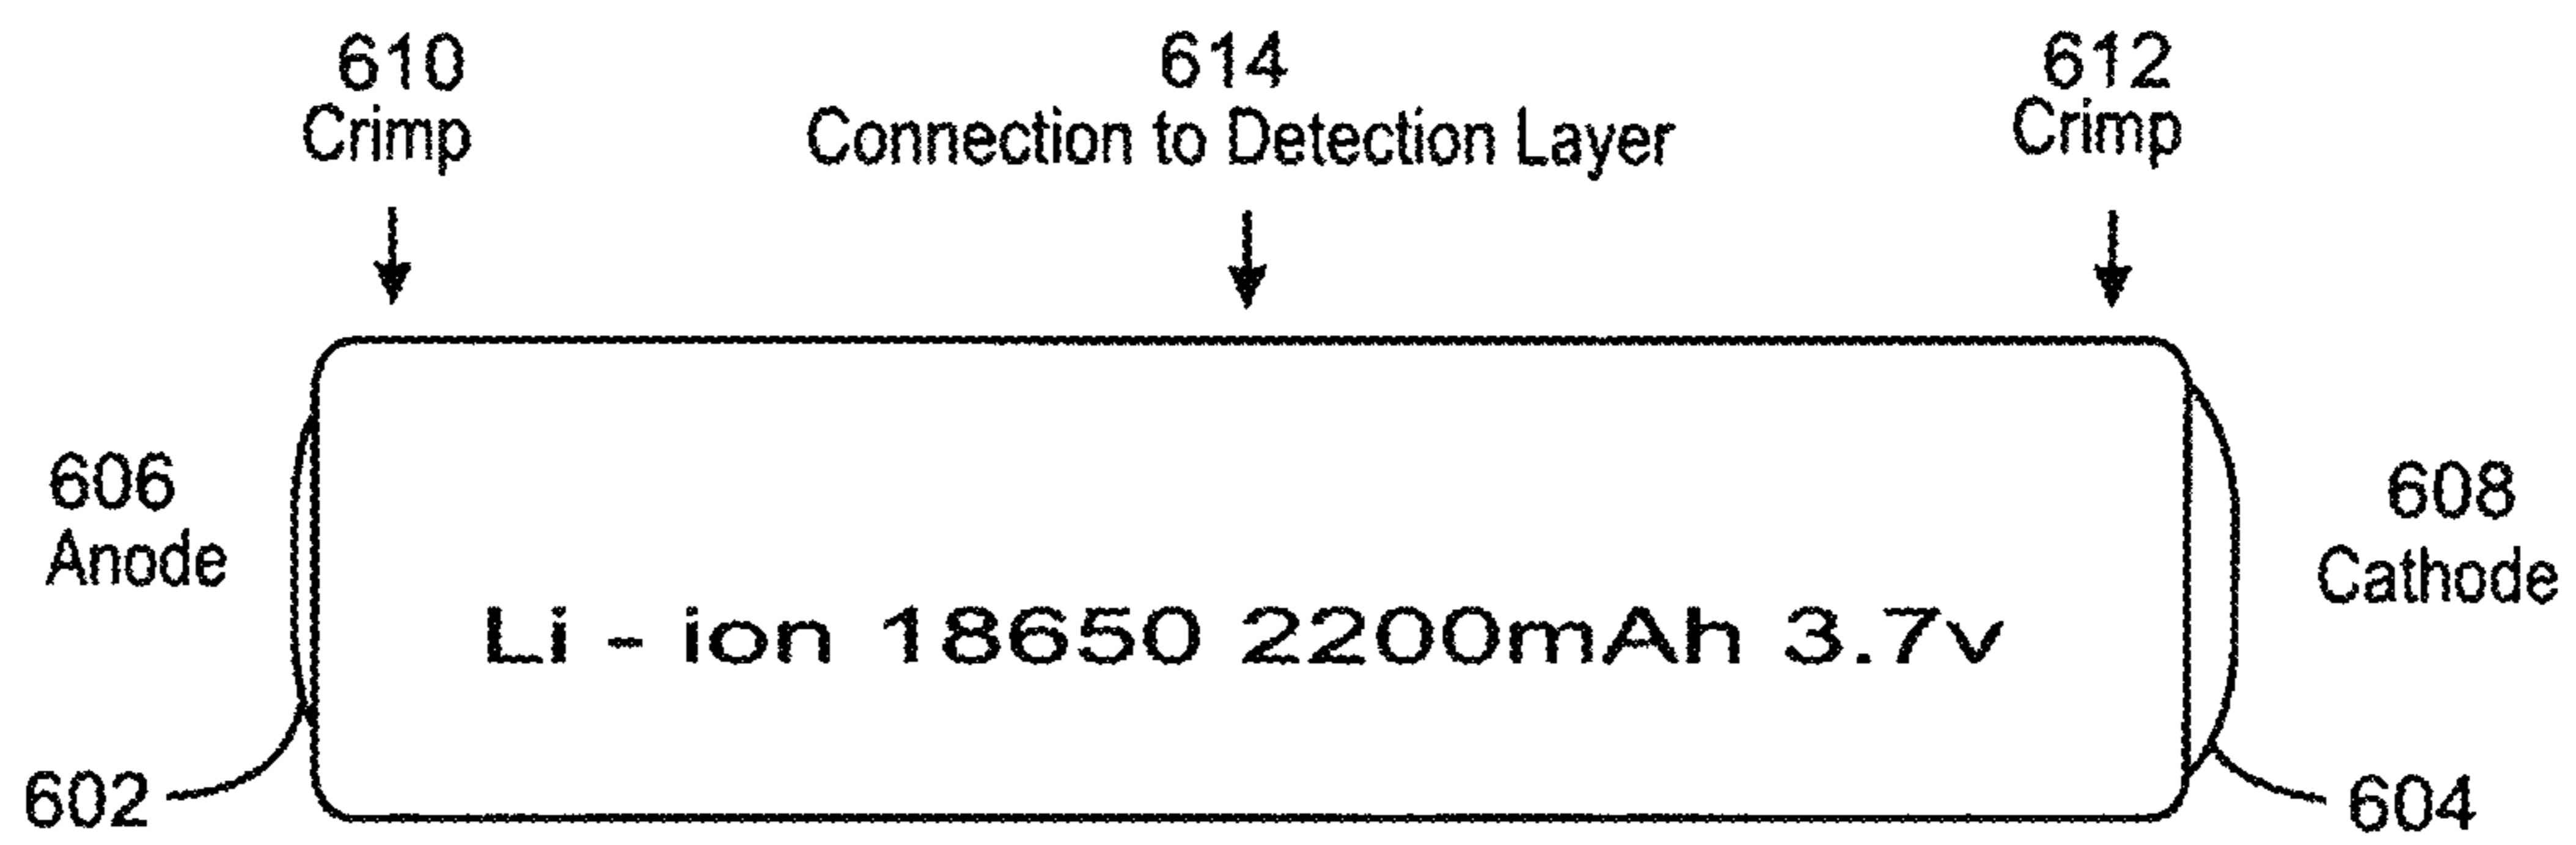 610
Crimp
614
Connection to Detection Layer
612
Crimp
606
Anode
608
Cathode
Li - ion 18650 2200mAh 3.7v
602
604